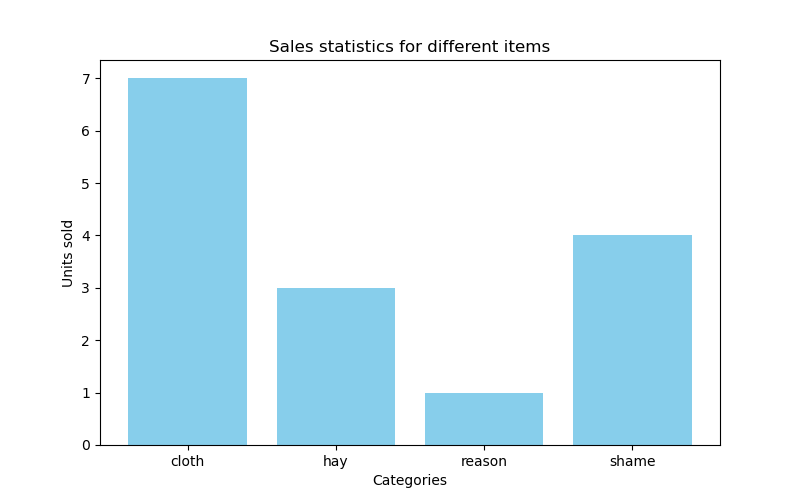 Sales statistics for different items
7
6
5
4
3
2
1
0
Units sold
cloth hay reason shame
Categories